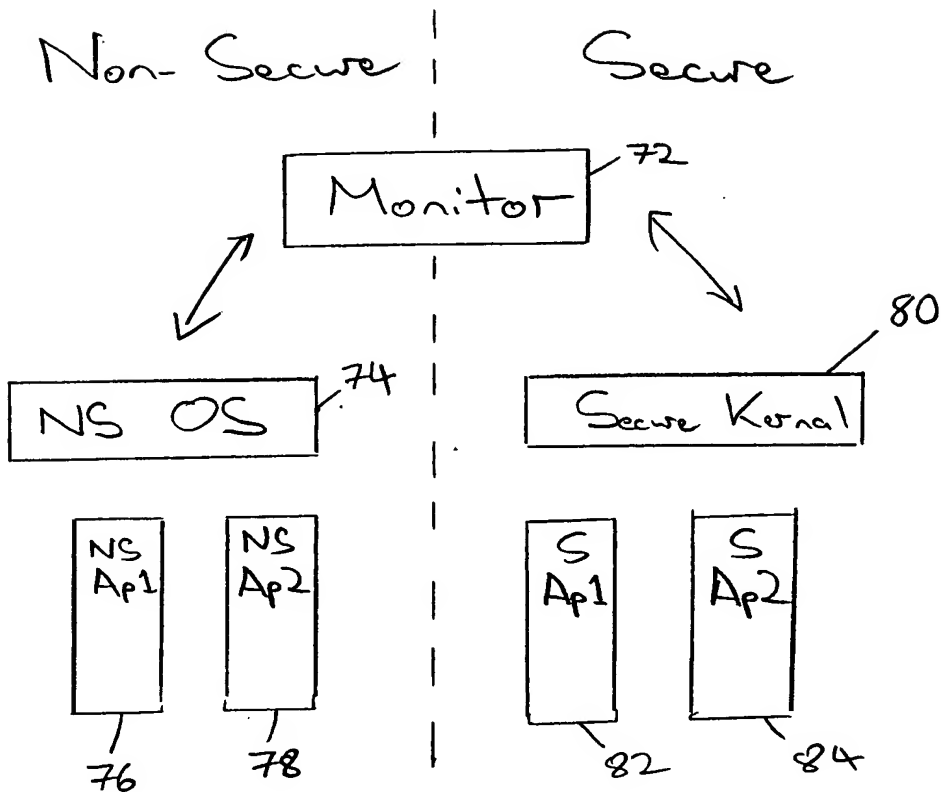 Non-Secure
Secure
Monitor
72
80
74
NS OS
Secure Kernal
NS
Ap1
NS
Ap2
S
Ap1
S
Ap2
76
78
82
84